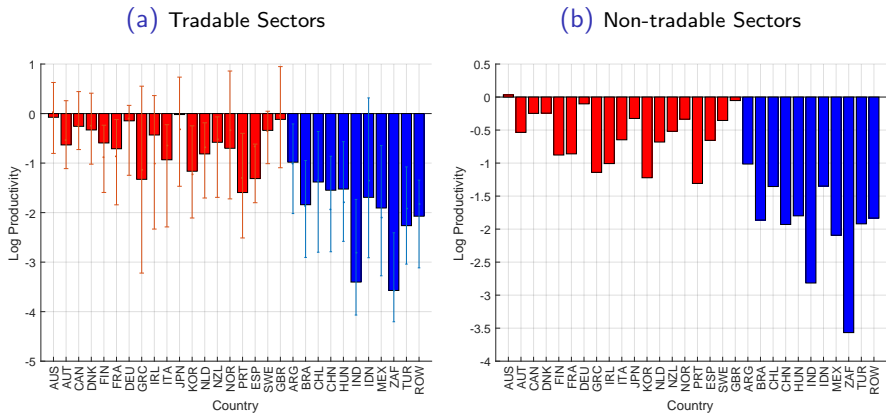 (a) Tradable Sectors
1
0
-1
-2
-3
-4
-5
Log Productivity
AUS
AUT
CAN
DNK
FIN
FRA
DEU
GRC
IRL
ITA
JPN
KOR
NLD
NZL
NOR
PRT
ESP
SWE
GBR
ARG
BRA
CHL
CHN
HUN
IND
IDN
MEX
ZAF
TUR
ROW
Country
(b) Non-tradable Sectors
0.5
0
-0.5
-1
-1.5
-2
-2.5
-3
-3.5
-4
Log Productivity
AUS
AUT
CAN
DNK
FIN
FRA
DEU
GRC
IRL
ITA
JPN
KOR
NLD
NZL
NOR
PRT
ESP
SWE
GBR
ARG
BRA
CHL
CHN
HUN
IND
IDN
MEX
ZAF
TUR
ROW
Country